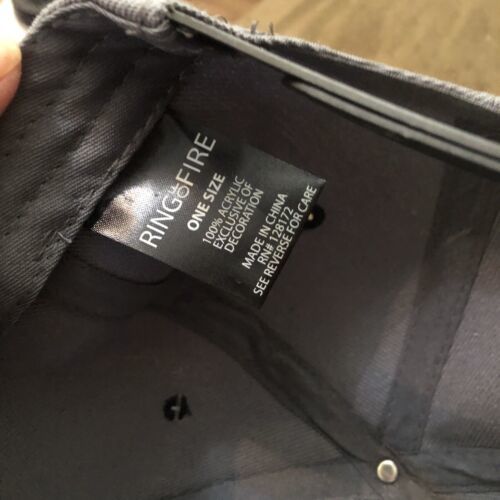 RING OF FIRE
ONE SIZE
100% ACRYLIC
EXCLUSIVE OF
DECORATION
MADE IN CHINA
RN# 128172
SEE REVERSE FOR CARE